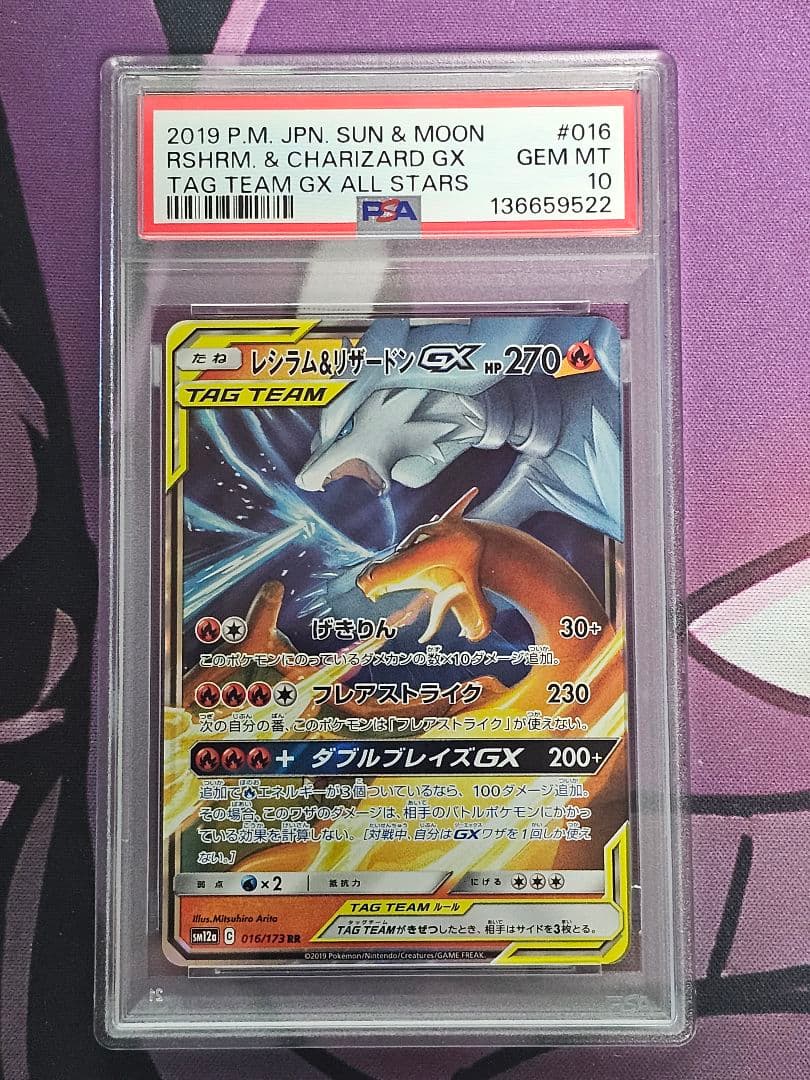 2019 P.M. JPN. SUN & MOON #016
RSHRM. & CHARIZARD GX GEM MT
TAG TEAM GX ALL STARS 10
PSA 136659522
たね レシラム&リザードンGX HP270
TAG TEAM
げきりん 30+
このポケモンにのっているダメカンの数×10ダメージ追加。
フレアストライク 230
次の自分の番、このポケモンは「フレアストライク」が使えない。
+ ダブルブレイズGX 200+
追加で エネルギーが3個ついているなら、100ダメージ追加。
その場合、このワザのダメージは、相手のバトルポケモンにかかっ
ている効果を計算しない。[対戦中、自分はGXワザを1回しか使え
ない。]
弱点 ×2 抵抗力 にげる
TAG TEAM ルール
Illus.Mitsuhiro Arita
TAG TEAMがきぜつしたとき、相手はサイドを3枚とる。
SM12a C 016/173 RR
©2019 Pokémon/Nintendo/Creatures/GAME FREAK.